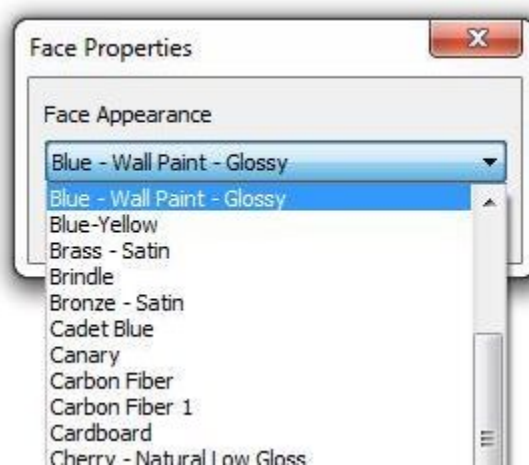 Face Properties
Face Appearance
Blue - Wall Paint - Glossy
Blue - Wall Paint - Glossy
Blue-Yellow
Brass - Satin
Brindle
Bronze - Satin
Cadet Blue
Canary
Carbon Fiber
Carbon Fiber 1
Cardboard
Cherry - Natural Low Gloss